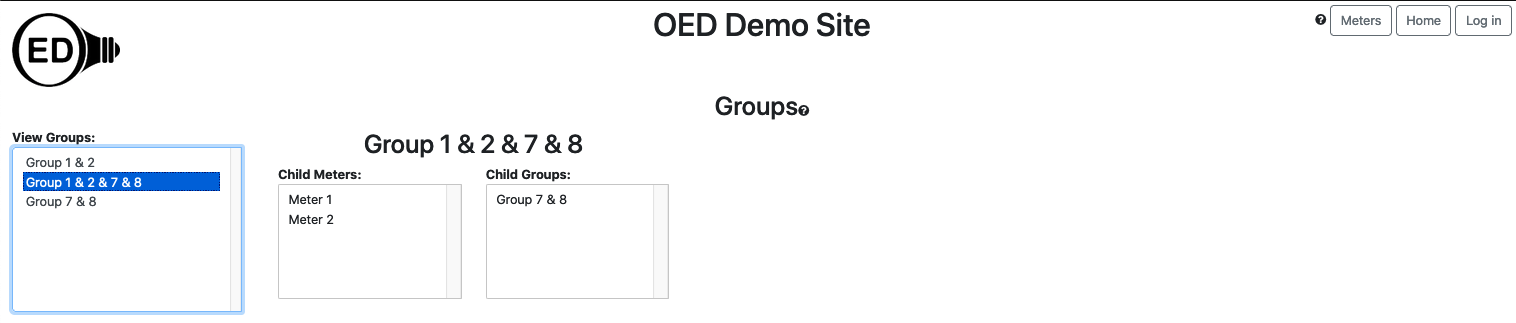 ED
OED Demo Site
? Meters Home Log in
Groups?
View Groups:
Group 1 & 2
Group 1 & 2 & 7 & 8
Group 7 & 8
Group 1 & 2 & 7 & 8
Child Meters:
Meter 1
Meter 2
Child Groups:
Group 7 & 8